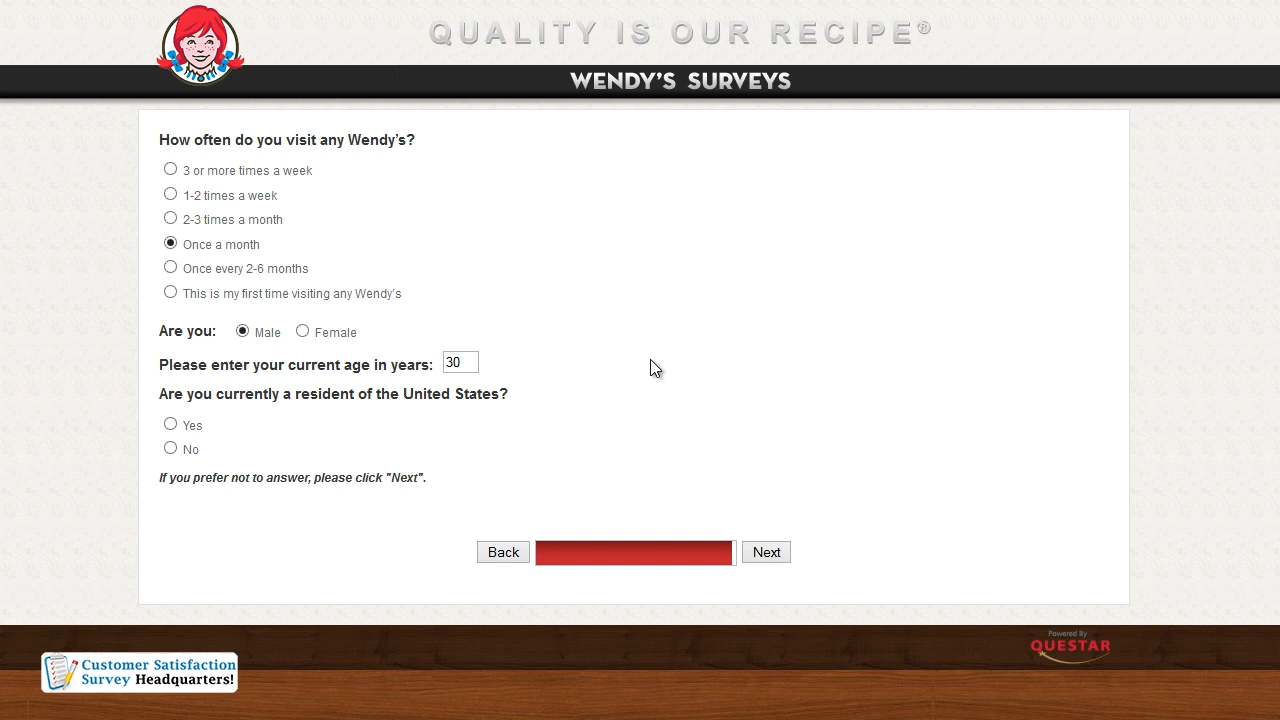 QUALITY IS OUR RECIPE®
WENDY'S SURVEYS
How often do you visit any Wendy's?
3 or more times a week
1-2 times a week
2-3 times a month
Once a month
Once every 2-6 months
This is my first time visiting any Wendy's
Are you: Male Female
Please enter your current age in years: 30
Are you currently a resident of the United States?
Yes
No
If you prefer not to answer, please click "Next".
Back Next
Powered By
QUESTAR
Customer Satisfaction
Survey Headquarters!